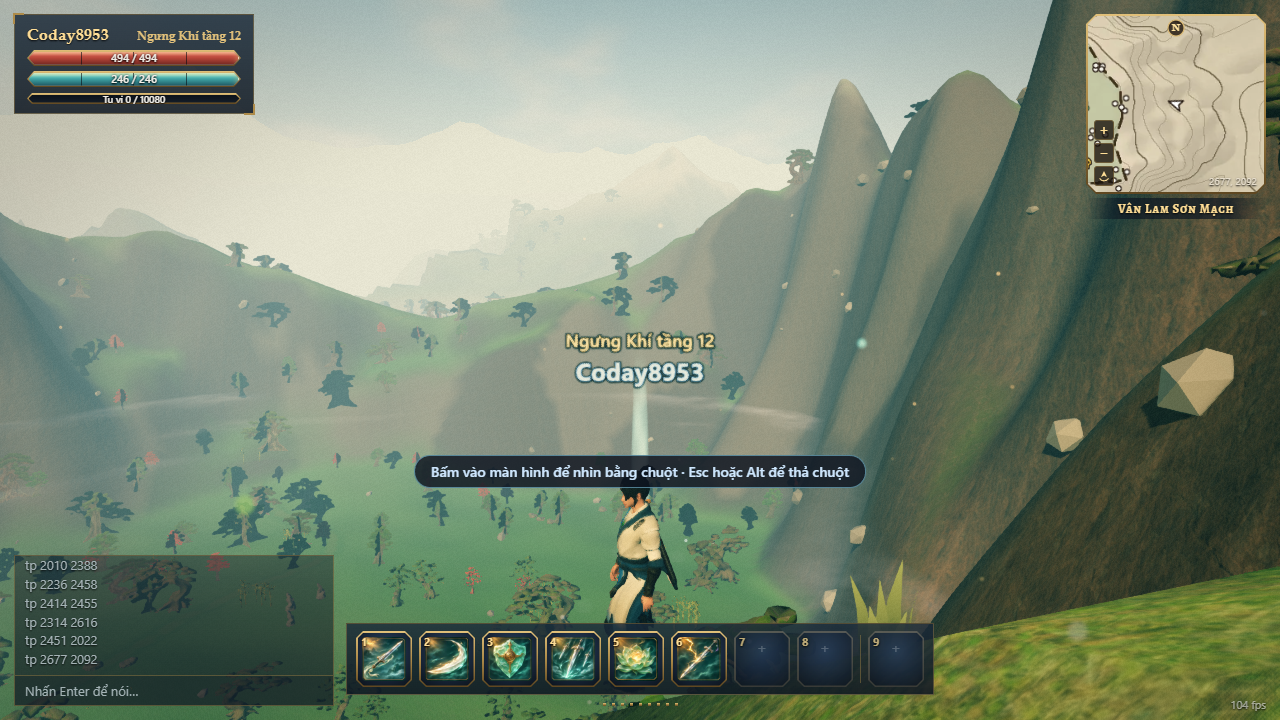 Coday8953
Ngưng Khí tầng 12
494 / 494
246 / 246
Tu vi 0 / 10080
N
+
−
2677, 2092
Vân Lam Sơn Mạch
Ngưng Khí tầng 12
Coday8953
Bấm vào màn hình để nhìn bằng chuột · Esc hoặc Alt để thả chuột
tp 2010 2388
tp 2236 2458
tp 2414 2455
tp 2314 2616
tp 2451 2022
tp 2677 2092
Nhấn Enter để nói...
1 2 3 4 5 6 7 8 9
+ + +
104 fps